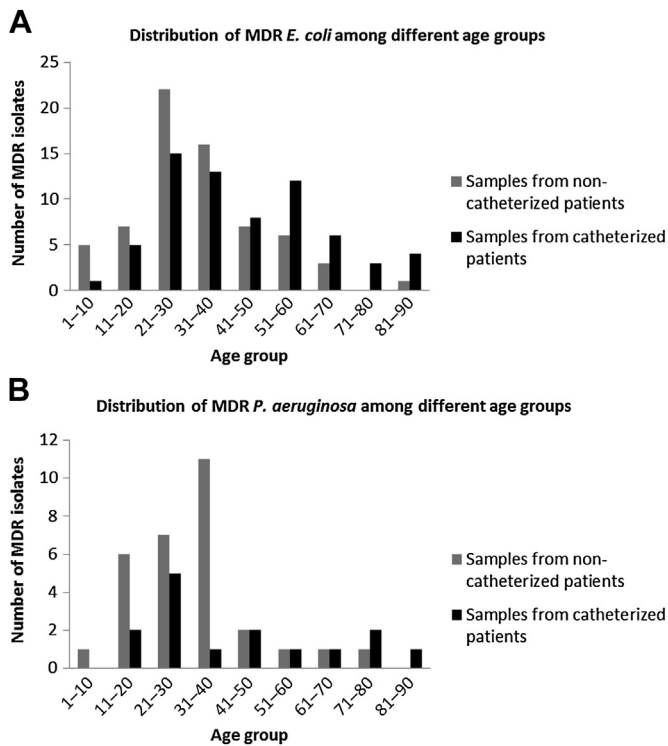 A
Distribution of MDR E. coli among different age groups
25
20
15
10
5
0
Number of MDR isolates
1–10
11–20
21–30
31–40
41–50
51–60
61–70
71–80
81–90
Age group
Samples from non-
catheterized patients
Samples from catheterized
patients
B
Distribution of MDR P. aeruginosa among different age groups
12
10
8
6
4
2
0
Number of MDR isolates
1–10
11–20
21–30
31–40
41–50
51–60
61–70
71–80
81–90
Age group
Samples from non-
catheterized patients
Samples from catheterized
patients